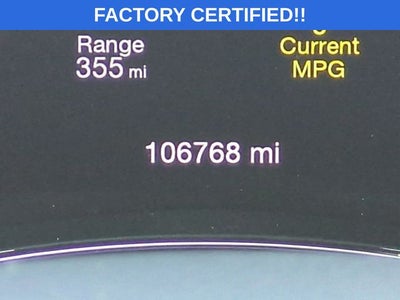 FACTORY CERTIFIED!!
Range
355 mi
Current
MPG
106768 mi